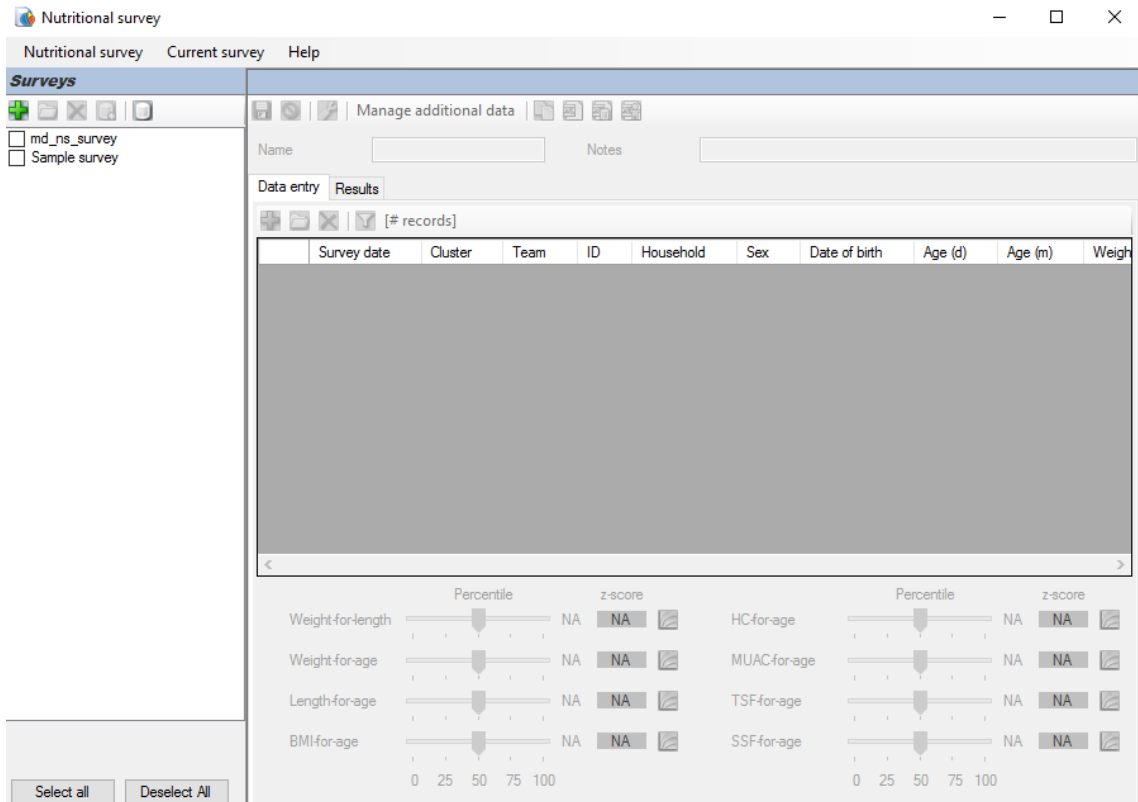 Nutritional survey
Nutritional survey Current survey Help
Surveys
Manage additional data
md_ns_survey
Sample survey
Name Notes
Data entry Results
[# records]
Survey date Cluster Team ID Household Sex Date of birth Age (d) Age (m) Weigh
Percentile z-score Percentile z-score
Weight-for-length NA NA HC-for-age NA NA
Weight-for-age NA NA MUAC-for-age NA NA
Length-for-age NA NA TSF-for-age NA NA
BMI-for-age NA NA SSF-for-age NA NA
0 25 50 75 100 0 25 50 75 100
Select all Deselect All